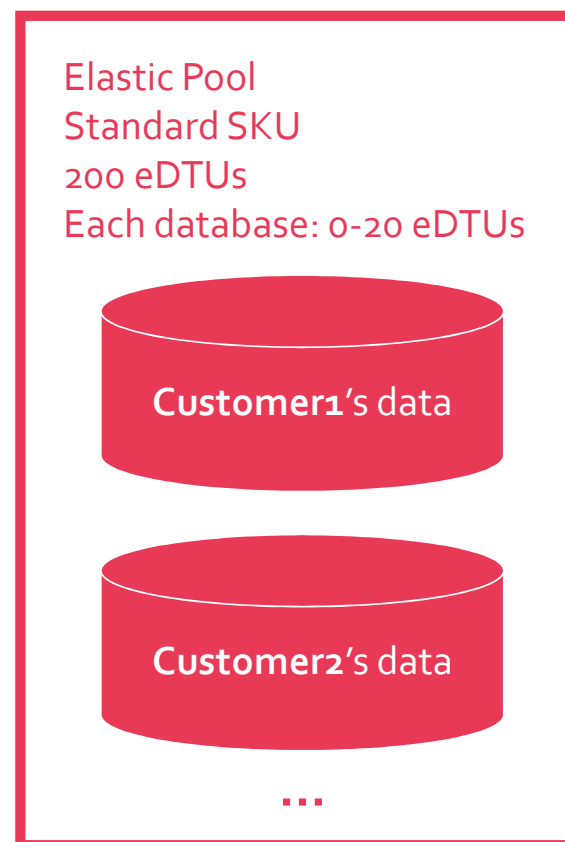 Elastic Pool
Standard SKU
200 eDTUs
Each database: 0-20 eDTUs
Customer1's data
Customer2's data
...